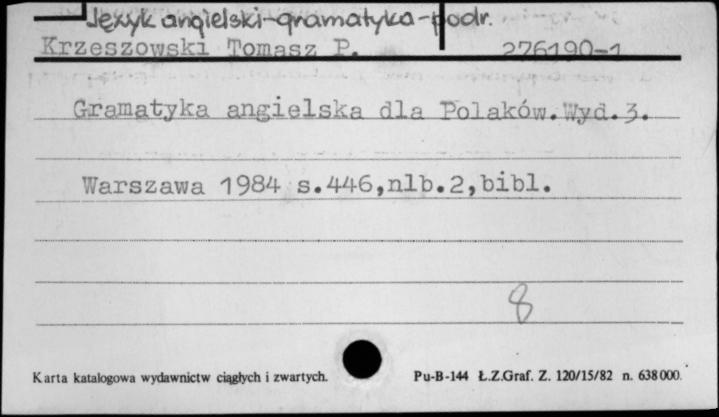 Język angielski-gramatyka-podr.
Krzeszowski Tomasz P. 276190-1
Gramatyka angielska dla Polaków.Wyd.3.
Warszawa 1984 s.446,nlb.2,bibl.
8
Karta katalogowa wydawnictw ciągłych i zwartych. Pu-B-144 Ł.Z.Graf. Z. 120/15/82 n. 638000.